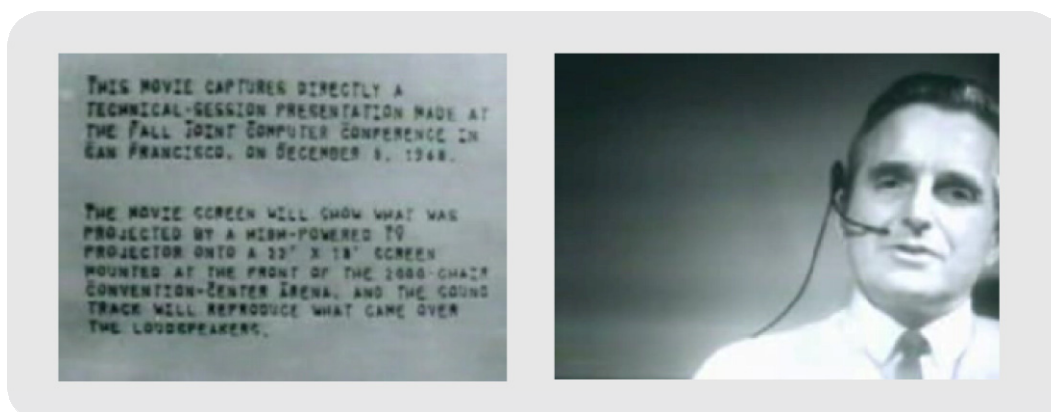 THIS MOVIE CAPTURES DIRECTLY A
TECHNICAL-SESSION PRESENTATION MADE AT
THE FALL JOINT COMPUTER CONFERENCE IN
SAN FRANCISCO, ON DECEMBER 9, 1968.
THE MOVIE SCREEN WILL SHOW WHAT WAS
PROJECTED BY A HIGH-POWERED TV
PROJECTOR ONTO A 22' X 18' SCREEN
MOUNTED AT THE FRONT OF THE 2000-CHAIR
CONVENTION-CENTER ARENA, AND THE SOUND
TRACK WILL REPRODUCE WHAT CAME OVER
THE LOUDSPEAKERS.